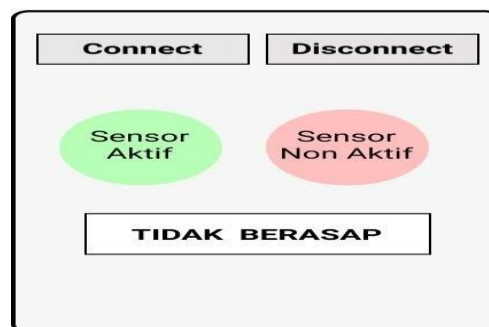 Connect
Disconnect
Sensor
Aktif
Sensor
Non Aktif
TIDAK BERASAP